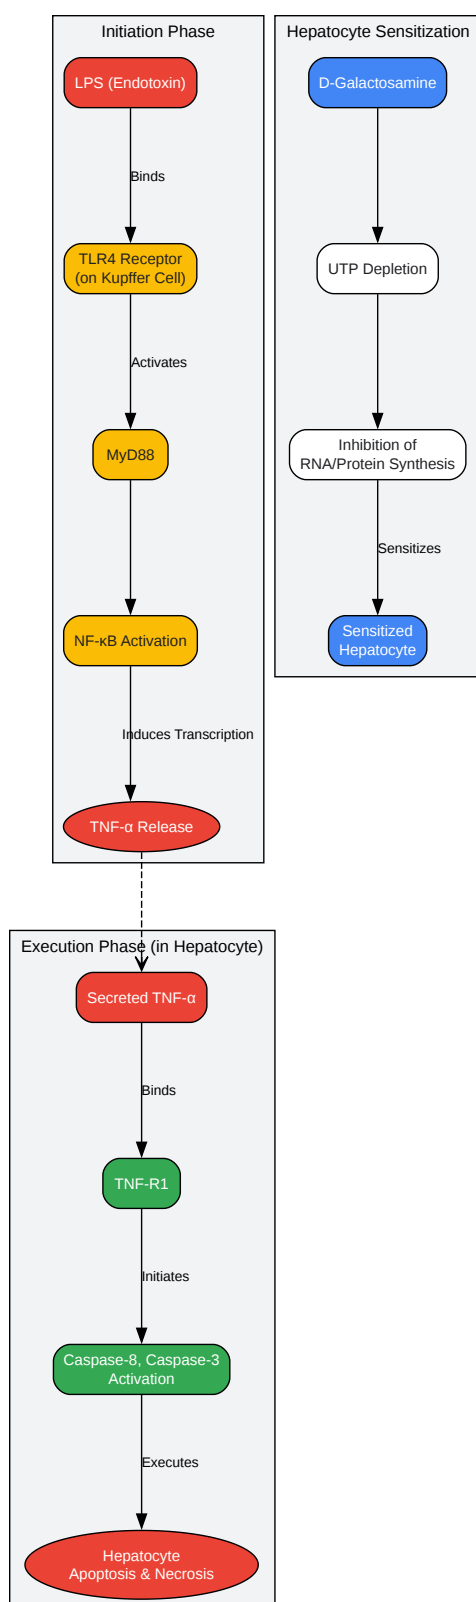 Initiation Phase
LPS (Endotoxin)
Binds
TLR4 Receptor
(on Kupffer Cell)
Activates
MyD88
NF-κB Activation
Induces Transcription
TNF-α Release
Hepatocyte Sensitization
D-Galactosamine
UTP Depletion
Inhibition of
RNA/Protein Synthesis
Sensitizes
Sensitized
Hepatocyte
Execution Phase (in Hepatocyte)
Secreted TNF-α
Binds
TNF-R1
Initiates
Caspase-8, Caspase-3
Activation
Executes
Hepatocyte
Apoptosis & Necrosis